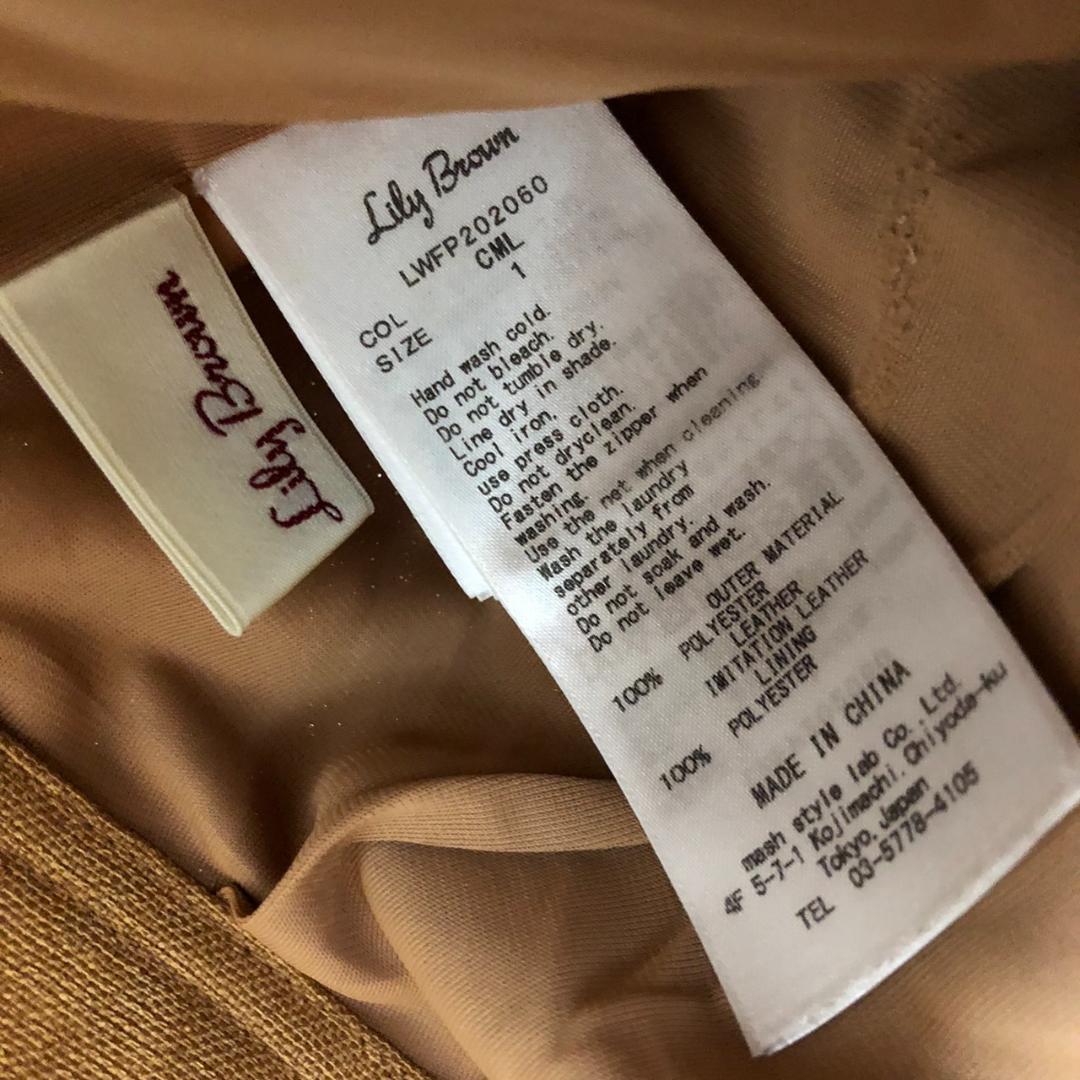 Lily Brown
Lily Brown
LWFP202060
COL CML
SIZE 1
Hand wash cold.
Do not bleach.
Do not tumble dry.
Line dry in shade.
Cool iron.
use press cloth.
Do not dryclean.
Fasten the zipper when
washing.
Use the net when cleaning.
Wash the laundry
separately from
other laundry.
Do not soak and wash.
Do not leave wet.
OUTER MATERIAL
100% POLYESTER
LEATHER
IMITATION LEATHER
LINING
100% POLYESTER
MADE IN CHINA
mash style lab Co., Ltd.
4F 5-7-1 Kojimachi, Chiyoda-ku
Tokyo, Japan
TEL 03-5778-4105